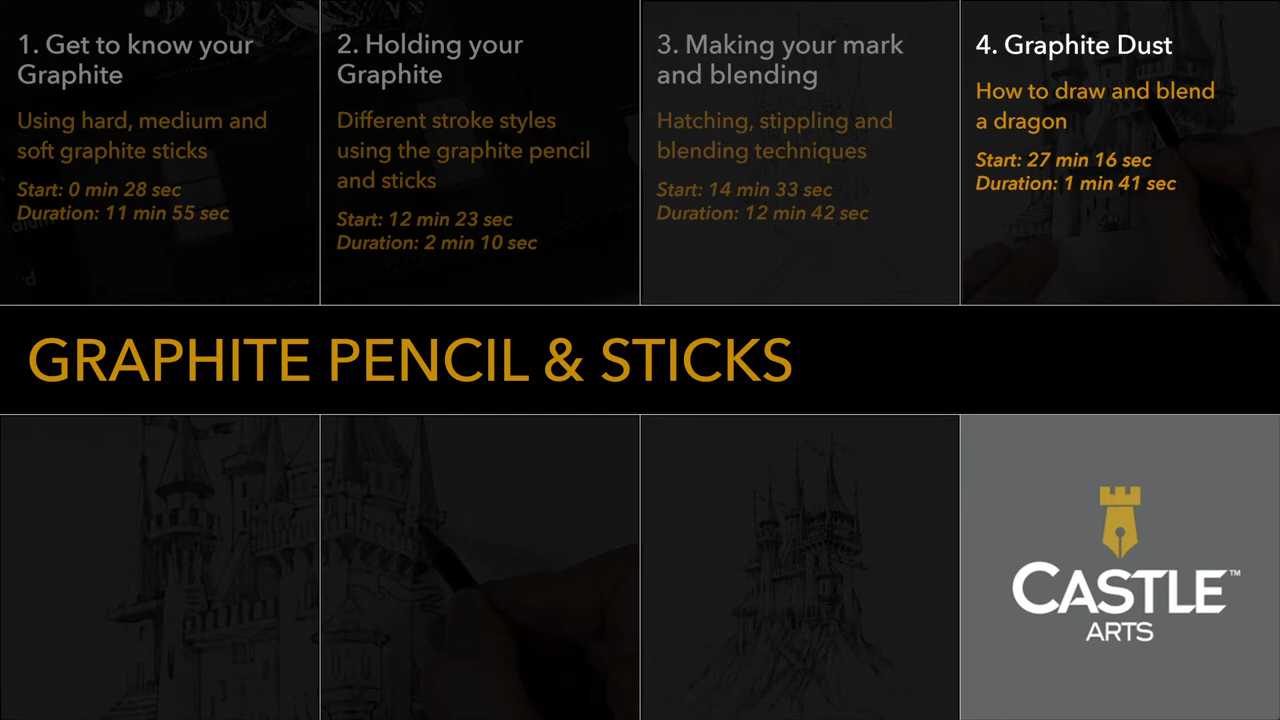 1. Get to know your
Graphite
Using hard, medium and
soft graphite sticks
Start: 0 min 28 sec
Duration: 11 min 55 sec
2. Holding your
Graphite
Different stroke styles
using the graphite pencil
and sticks
Start: 12 min 23 sec
Duration: 2 min 10 sec
3. Making your mark
and blending
Hatching, stippling and
blending techniques
Start: 14 min 33 sec
Duration: 12 min 42 sec
4. Graphite Dust
How to draw and blend
a dragon
Start: 27 min 16 sec
Duration: 1 min 41 sec
GRAPHITE PENCIL & STICKS
CASTLE™
ARTS